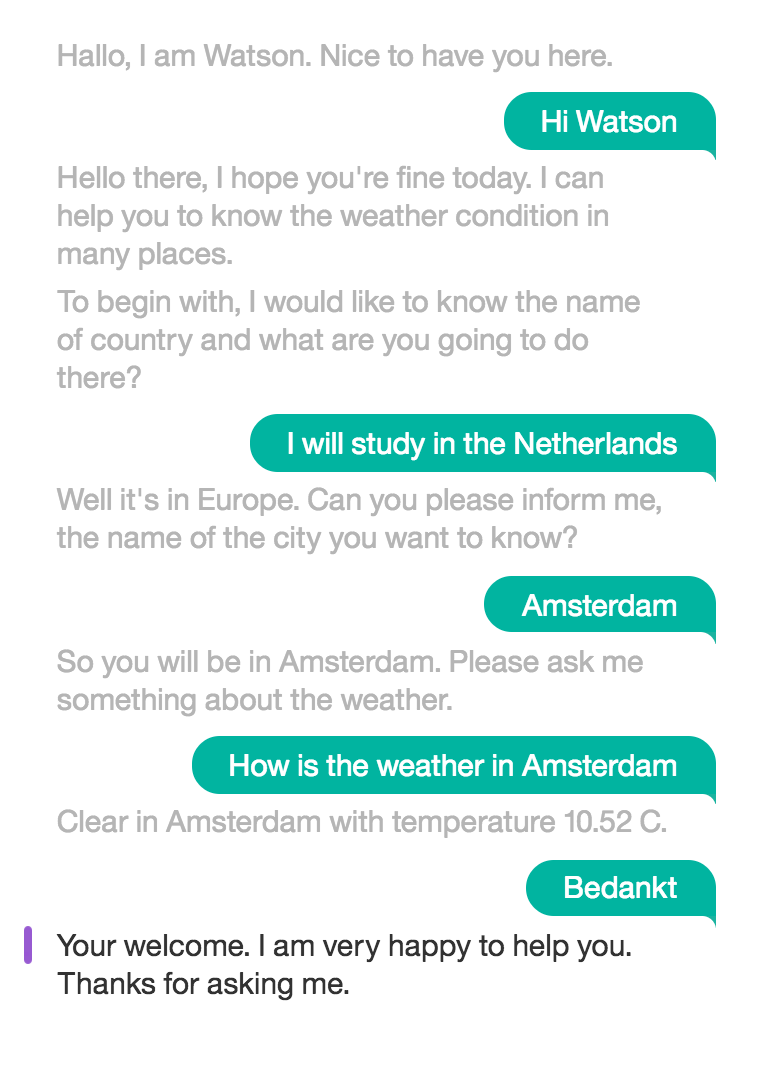 Hallo, I am Watson. Nice to have you here.
Hi Watson
Hello there, I hope you're fine today. I can
help you to know the weather condition in
many places.
To begin with, I would like to know the name
of country and what are you going to do
there?
I will study in the Netherlands
Well it's in Europe. Can you please inform me,
the name of the city you want to know?
Amsterdam
So you will be in Amsterdam. Please ask me
something about the weather.
How is the weather in Amsterdam
Clear in Amsterdam with temperature 10.52 C.
Bedankt
Your welcome. I am very happy to help you.
Thanks for asking me.